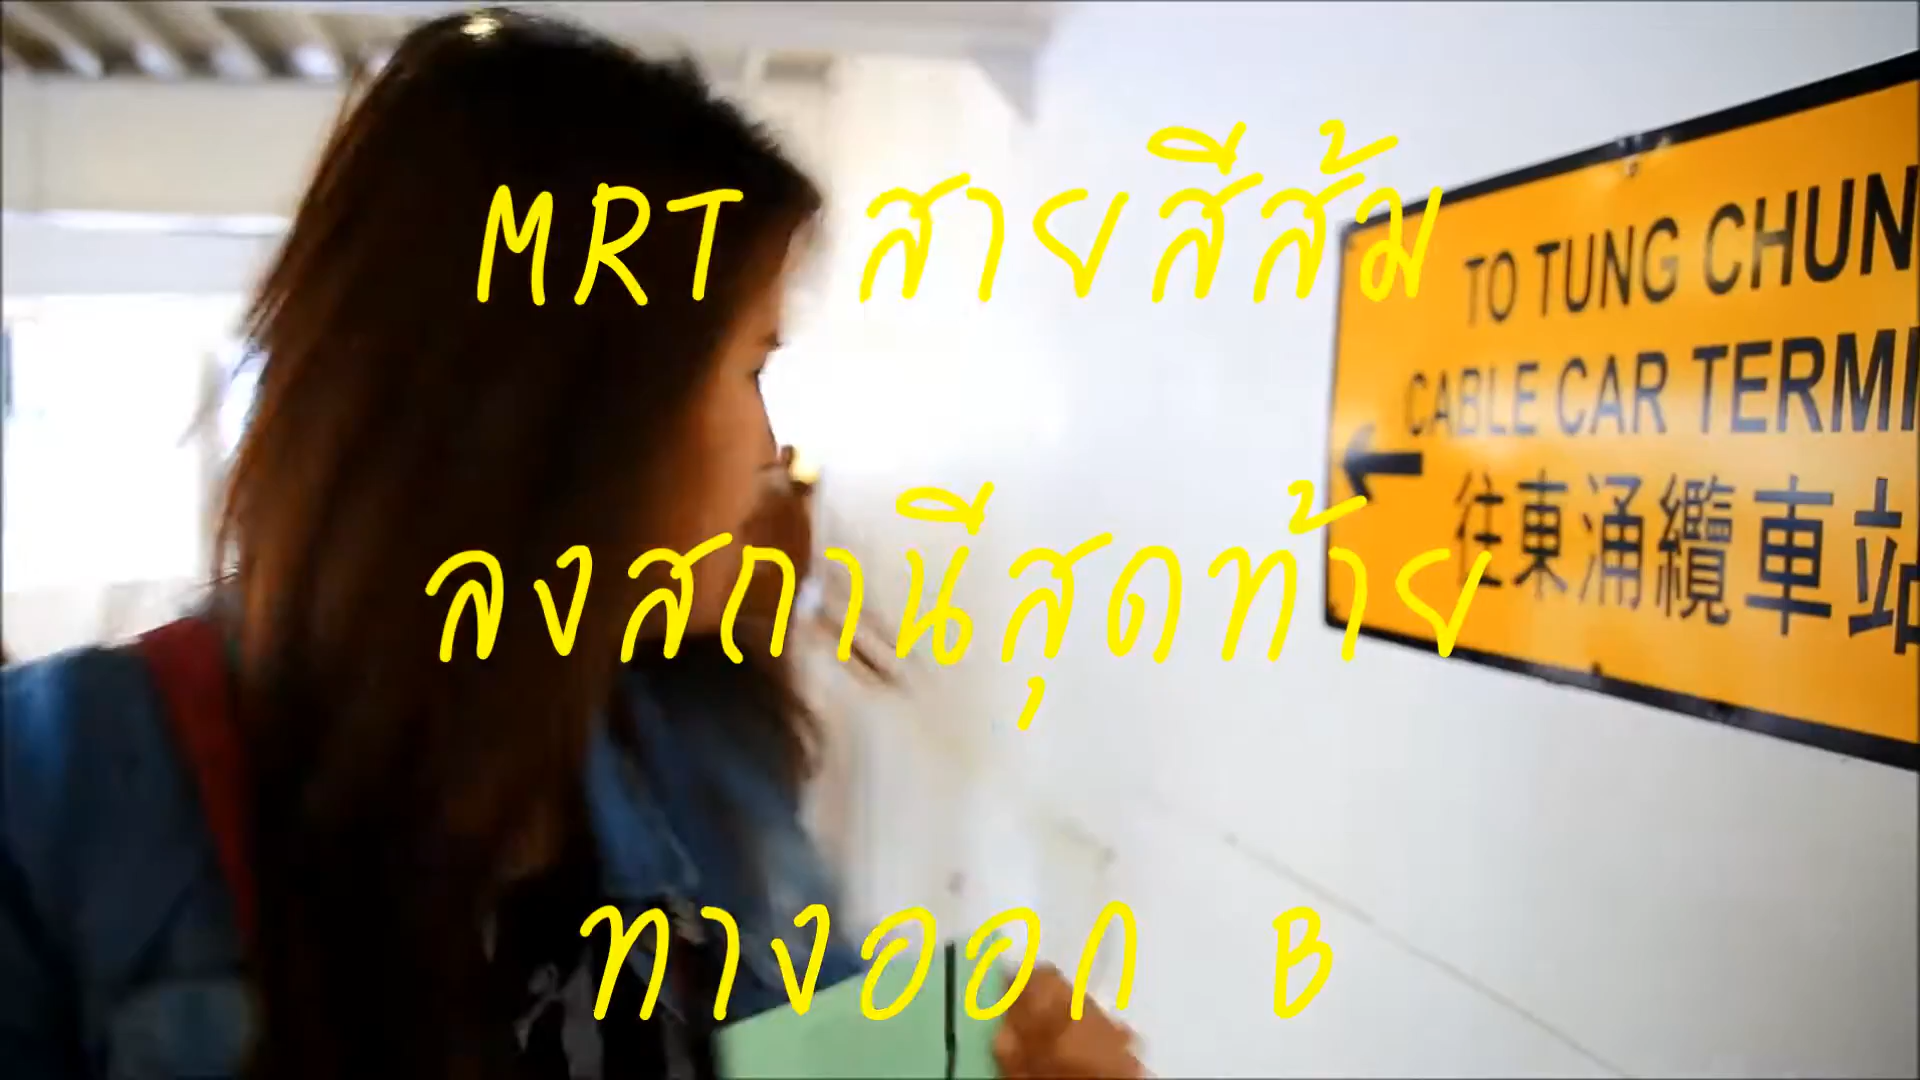 MRT สายสีส้ม
ลงสถานีสุดท้าย
ทางออก B
TO TUNG CHUN
CABLE CAR TERMI
往東涌纜車站